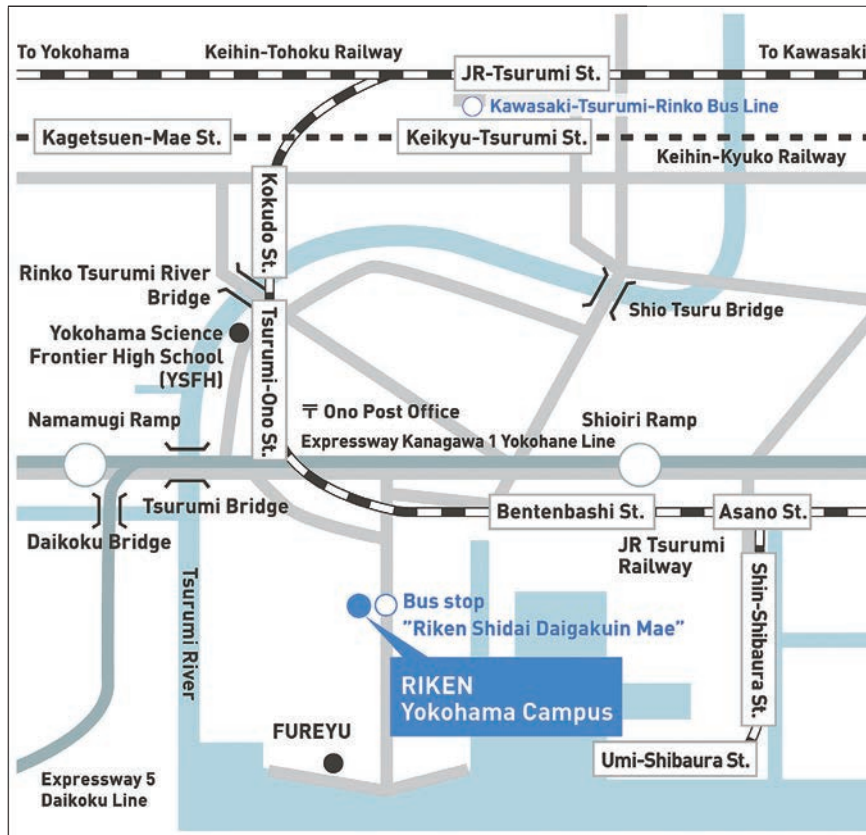 To Yokohama
Keihin-Tohoku Railway
To Kawasaki
JR-Tsurumi St.
Kawasaki-Tsurumi-Rinko Bus Line
Kagetsuen-Mae St.
Keikyu-Tsurumi St.
Keihin-Kyuko Railway
Kokudo St.
Rinko Tsurumi River
Bridge
Shio Tsuru Bridge
Yokohama Science
Frontier High School
(YSFH)
Tsurumi-Ono St.
〒 Ono Post Office
Namamugi Ramp
Expressway Kanagawa 1 Yokohane Line
Shioiri Ramp
Tsurumi Bridge
Bentenbashi St.
Asano St.
Daikoku Bridge
JR Tsurumi
Railway
Tsurumi River
Shin-Shibaura St.
Bus stop
"Riken Shidai Daigakuin Mae"
RIKEN
Yokohama Campus
FUREYU
Umi-Shibaura St.
Expressway 5
Daikoku Line